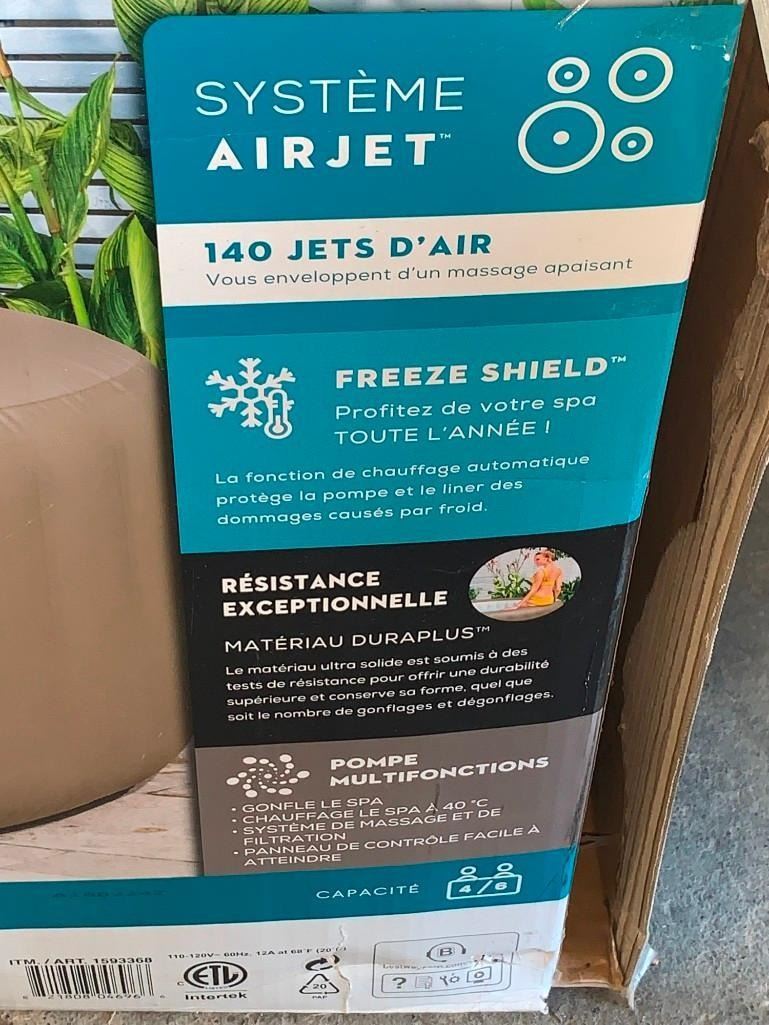 SYSTÈME
AIRJET™
140 JETS D'AIR
Vous enveloppent d'un massage apaisant
FREEZE SHIELD™
Profitez de votre spa
TOUTE L'ANNÉE !
La fonction de chauffage automatique
protège la pompe et le liner des
dommages causés par froid.
RÉSISTANCE
EXCEPTIONNELLE
MATÉRIAU DURAPLUS™
Le matériau ultra solide est soumis à des
tests de résistance pour offrir une durabilité
supérieure et conserve sa forme, quel que
soit le nombre de gonflages et dégonflages.
POMPE
MULTIFONCTIONS
• GONFLE LE SPA
• CHAUFFAGE LE SPA À 40 °C
• SYSTÈME DE MASSAGE ET DE
FILTRATION
• PANNEAU DE CONTRÔLE FACILE À
ATTEINDRE
CAPACITÉ 4/6
ITM. / ART. 1593368
110-120V~ 60Hz, 12A at 68°F (20°
C ETL
Intertek
20
PAP
B
?